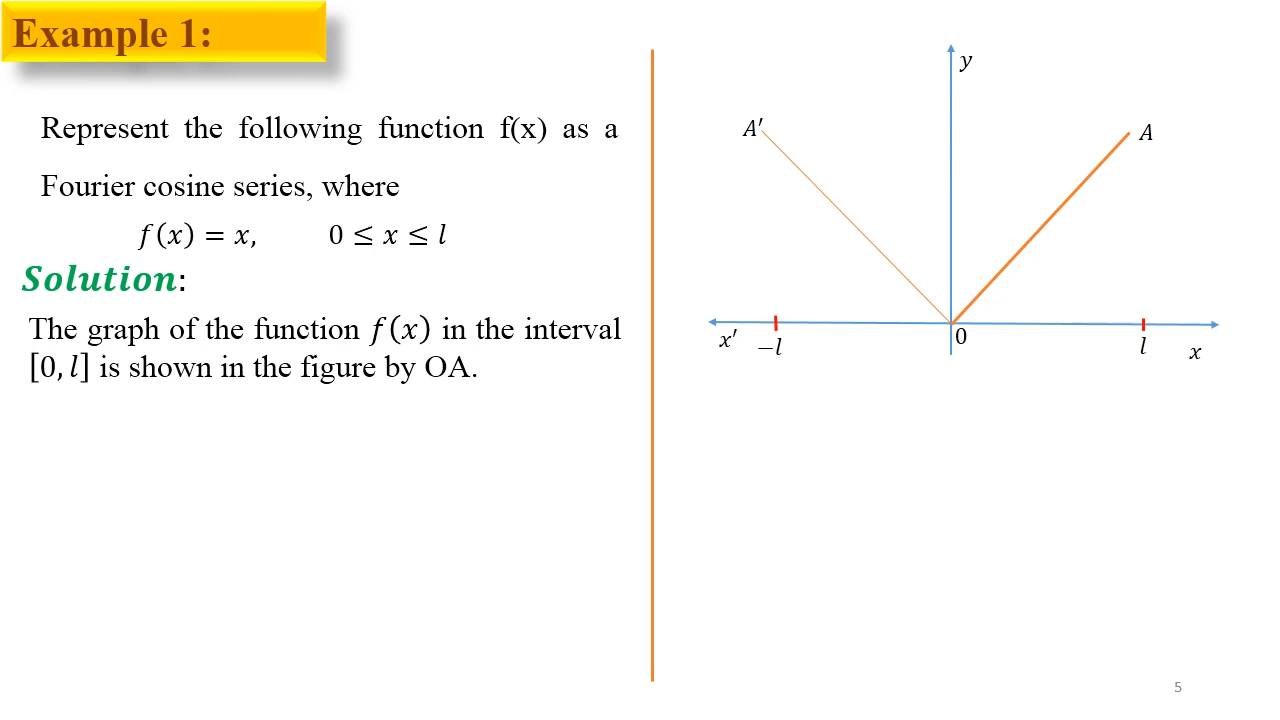 Example 1:
Represent the following function f(x) as a
Fourier cosine series, where
f(x) = x, 0 ≤ x ≤ l
Solution:
The graph of the function f(x) in the interval
[0, l] is shown in the figure by OA.
y
A′
A
0
x′
−l
l
x
5